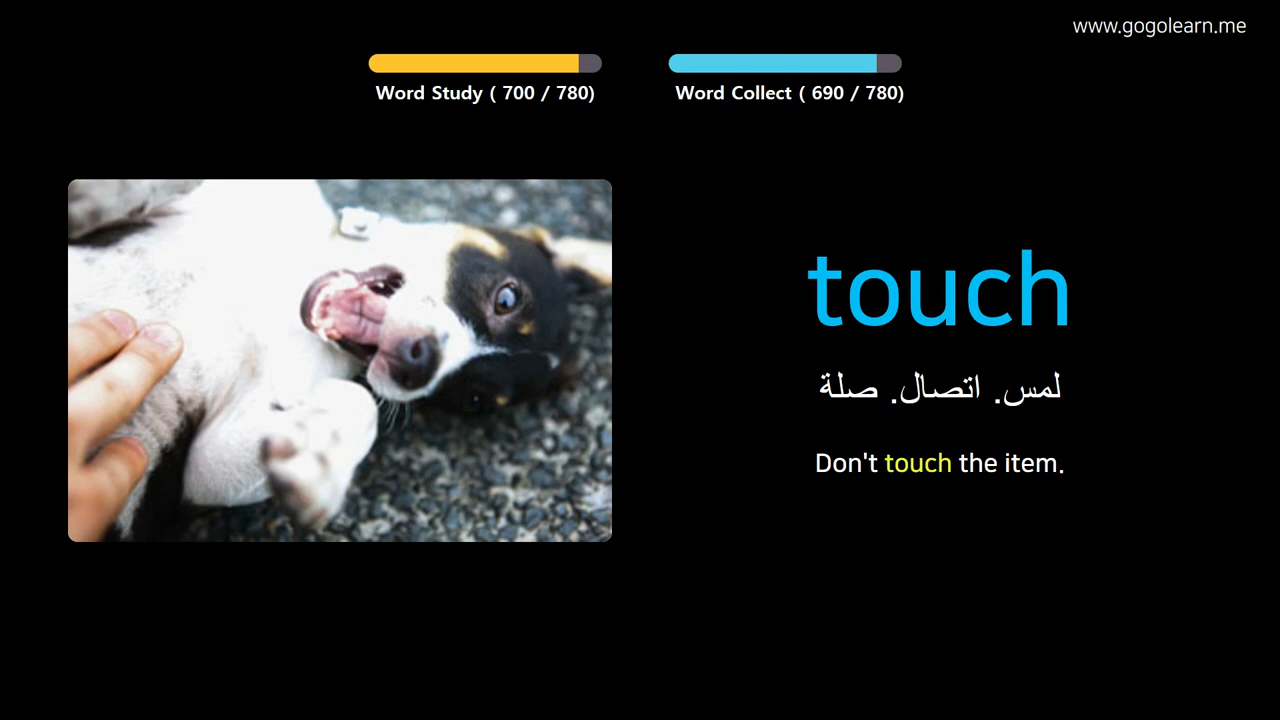 www.gogolearn.me
Word Study ( 700 / 780)
Word Collect ( 690 / 780)
touch
لمس. اتصال. صلة
Don't touch the item.